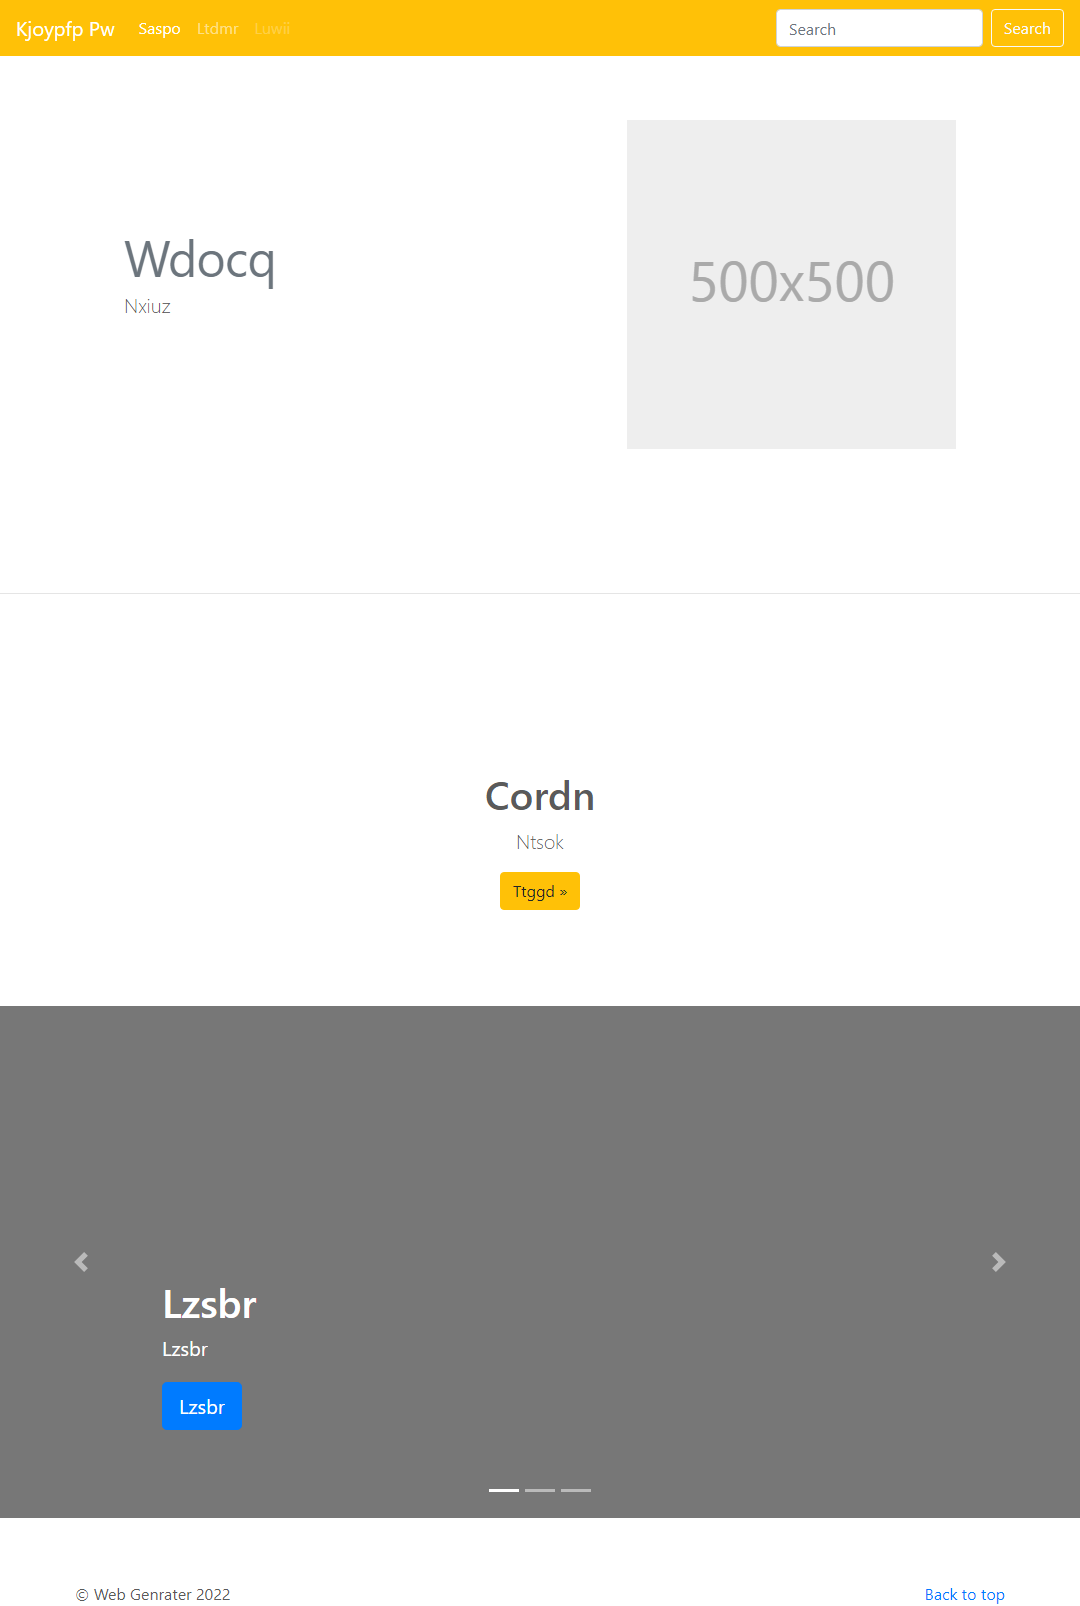 Kjoypfp Pw Saspo Ltdmr Luwii Search Search
Wdocq
Nxiuz
500x500
Cordn
Ntsok
Ttggd »
Lzsbr
Lzsbr
Lzsbr
© Web Genrater 2022 Back to top